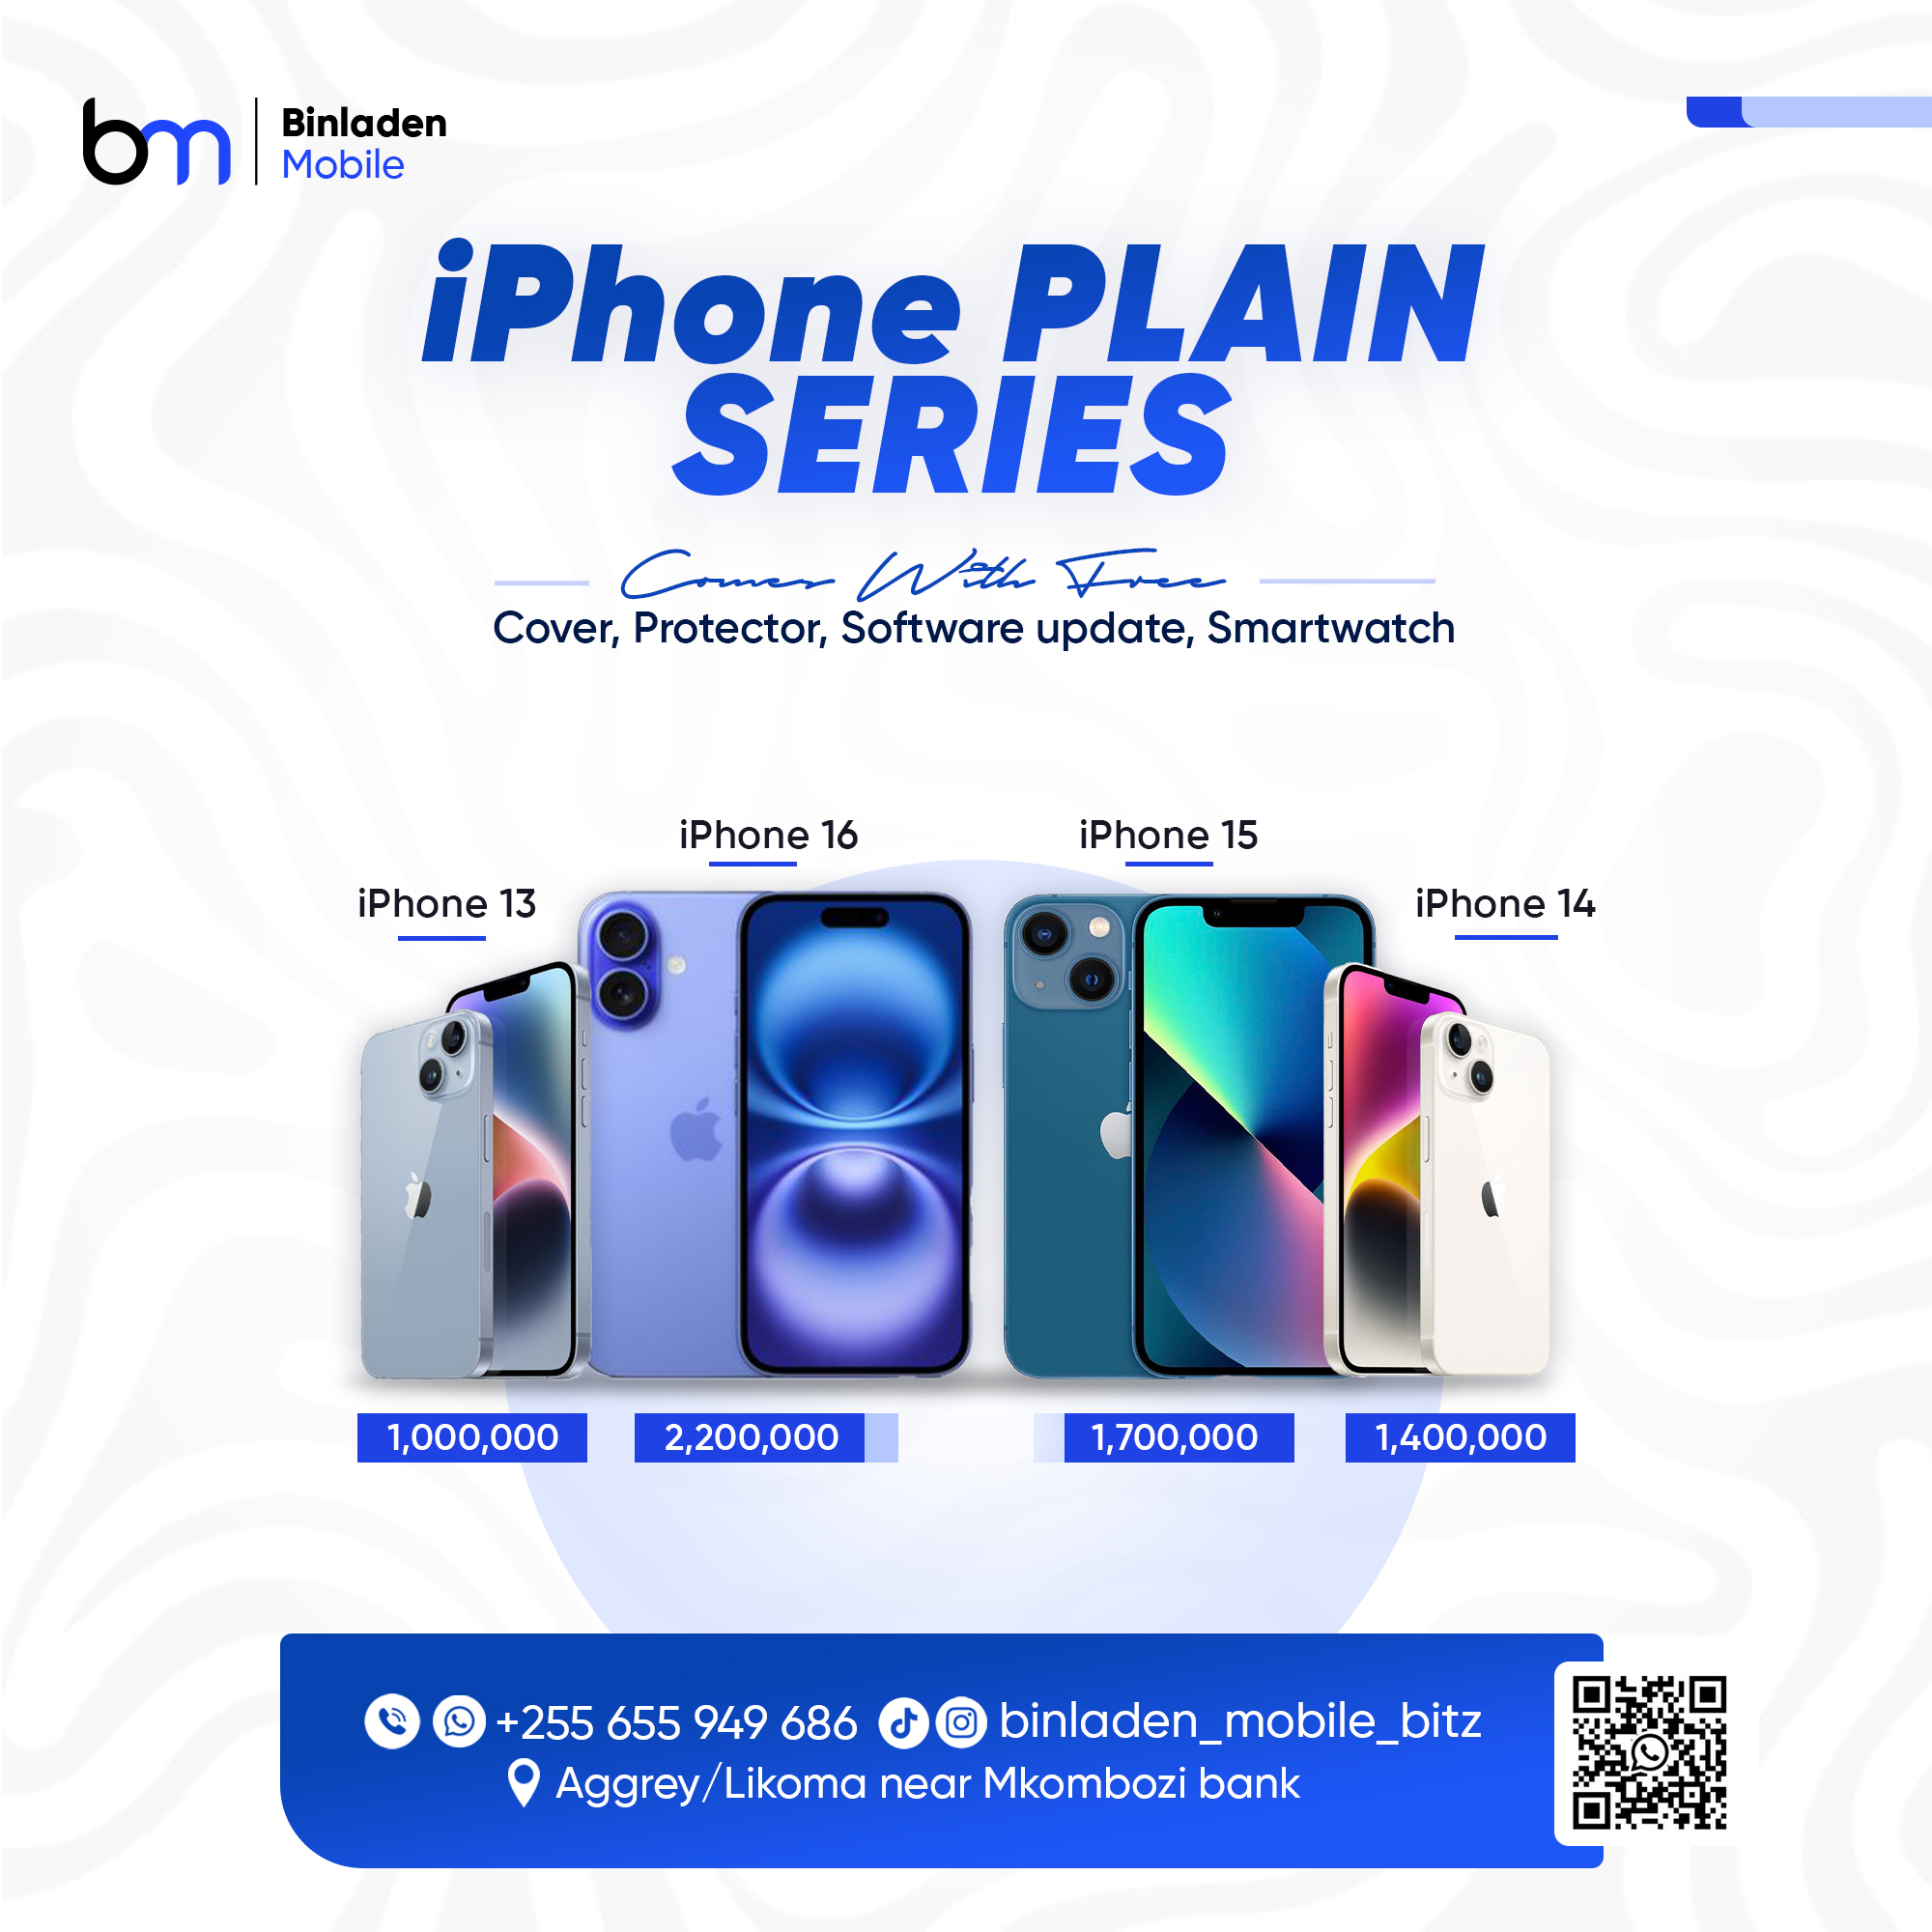 bm
Binladen
Mobile
iPhone PLAIN
SERIES
Comes With Free
Cover, Protector, Software update, Smartwatch
iPhone 13
iPhone 16
iPhone 15
iPhone 14
1,000,000
2,200,000
1,700,000
1,400,000
+255 655 949 686 binladen_mobile_bitz
Aggrey/Likoma near Mkombozi bank